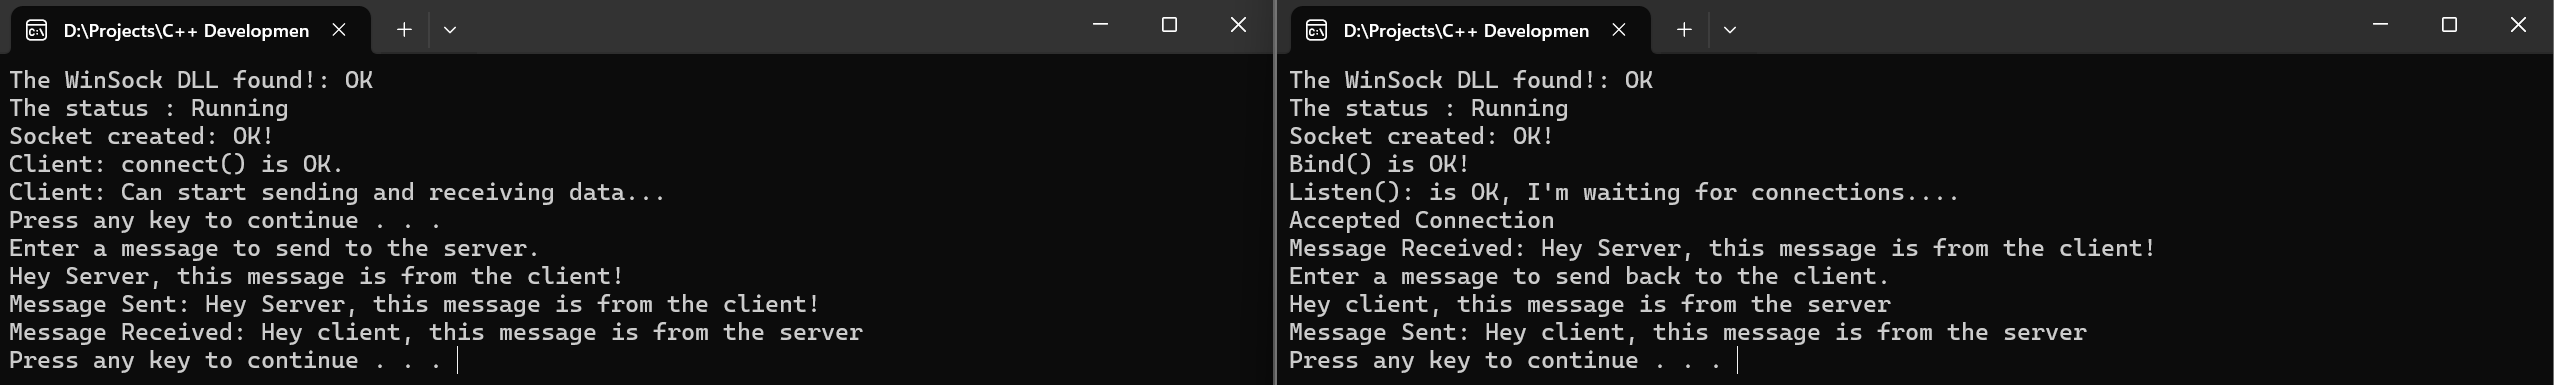 D:\Projects\C++ Developmen
The WinSock DLL found!: OK
The status : Running
Socket created: OK!
Client: connect() is OK.
Client: Can start sending and receiving data...
Press any key to continue . . .
Enter a message to send to the server.
Hey Server, this message is from the client!
Message Sent: Hey Server, this message is from the client!
Message Received: Hey client, this message is from the server
Press any key to continue . . .
D:\Projects\C++ Developmen
The WinSock DLL found!: OK
The status : Running
Socket created: OK!
Bind() is OK!
Listen(): is OK, I'm waiting for connections....
Accepted Connection
Message Received: Hey Server, this message is from the client!
Enter a message to send back to the client.
Hey client, this message is from the server
Message Sent: Hey client, this message is from the server
Press any key to continue . . .